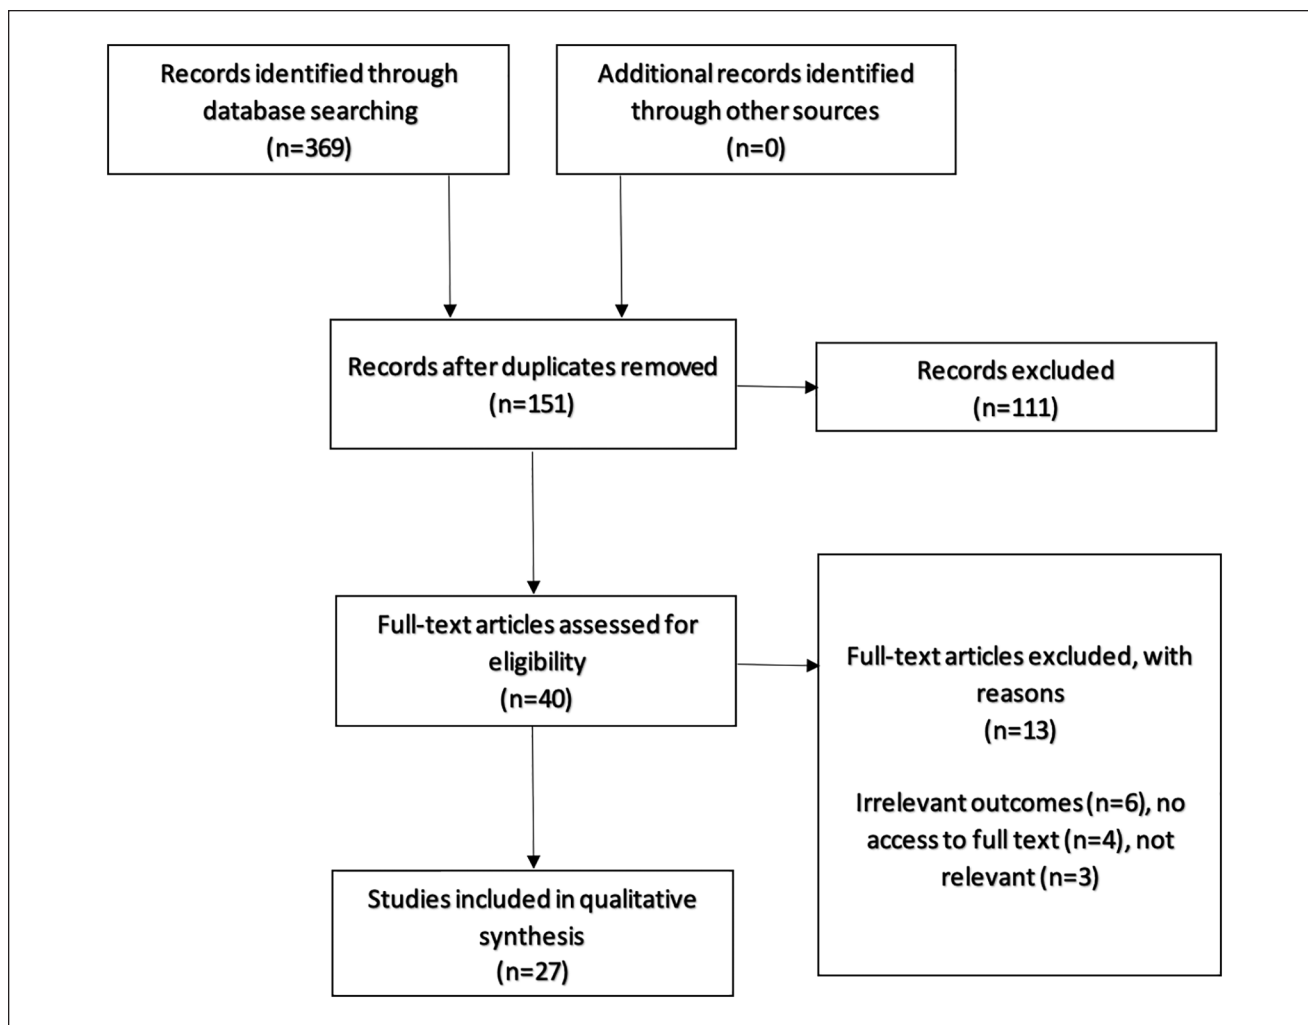 Records identified through
database searching
(n=369)
Additional records identified
through other sources
(n=0)
Records after duplicates removed
(n=151)
Records excluded
(n=111)
Full-text articles assessed for
eligibility
(n=40)
Full-text articles excluded, with
reasons
(n=13)
Irrelevant outcomes (n=6), no
access to full text (n=4), not
relevant (n=3)
Studies included in qualitative
synthesis
(n=27)